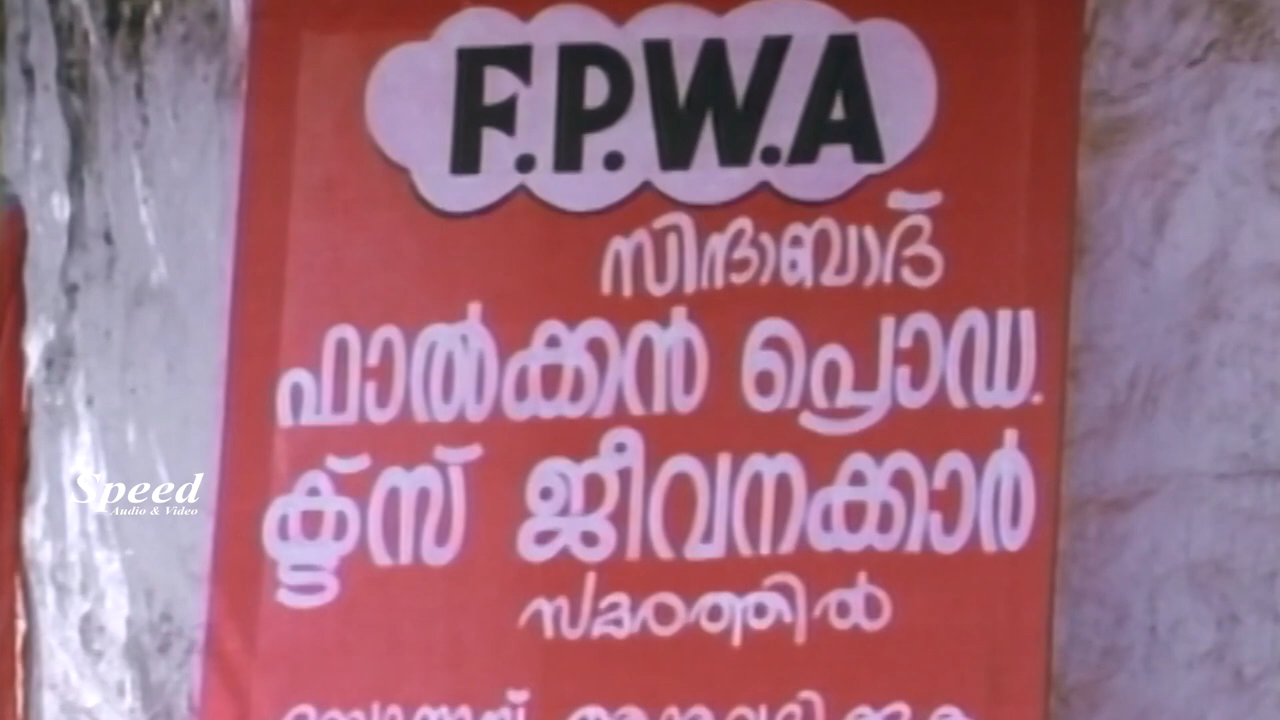 F.P.W.A
സിന്ദാബാദ്
ഫാൽക്കൻ പ്രൊഡ.
ക്ട്സ് ജീവനക്കാർ
സമരത്തിൽ
Speed
Audio & Video